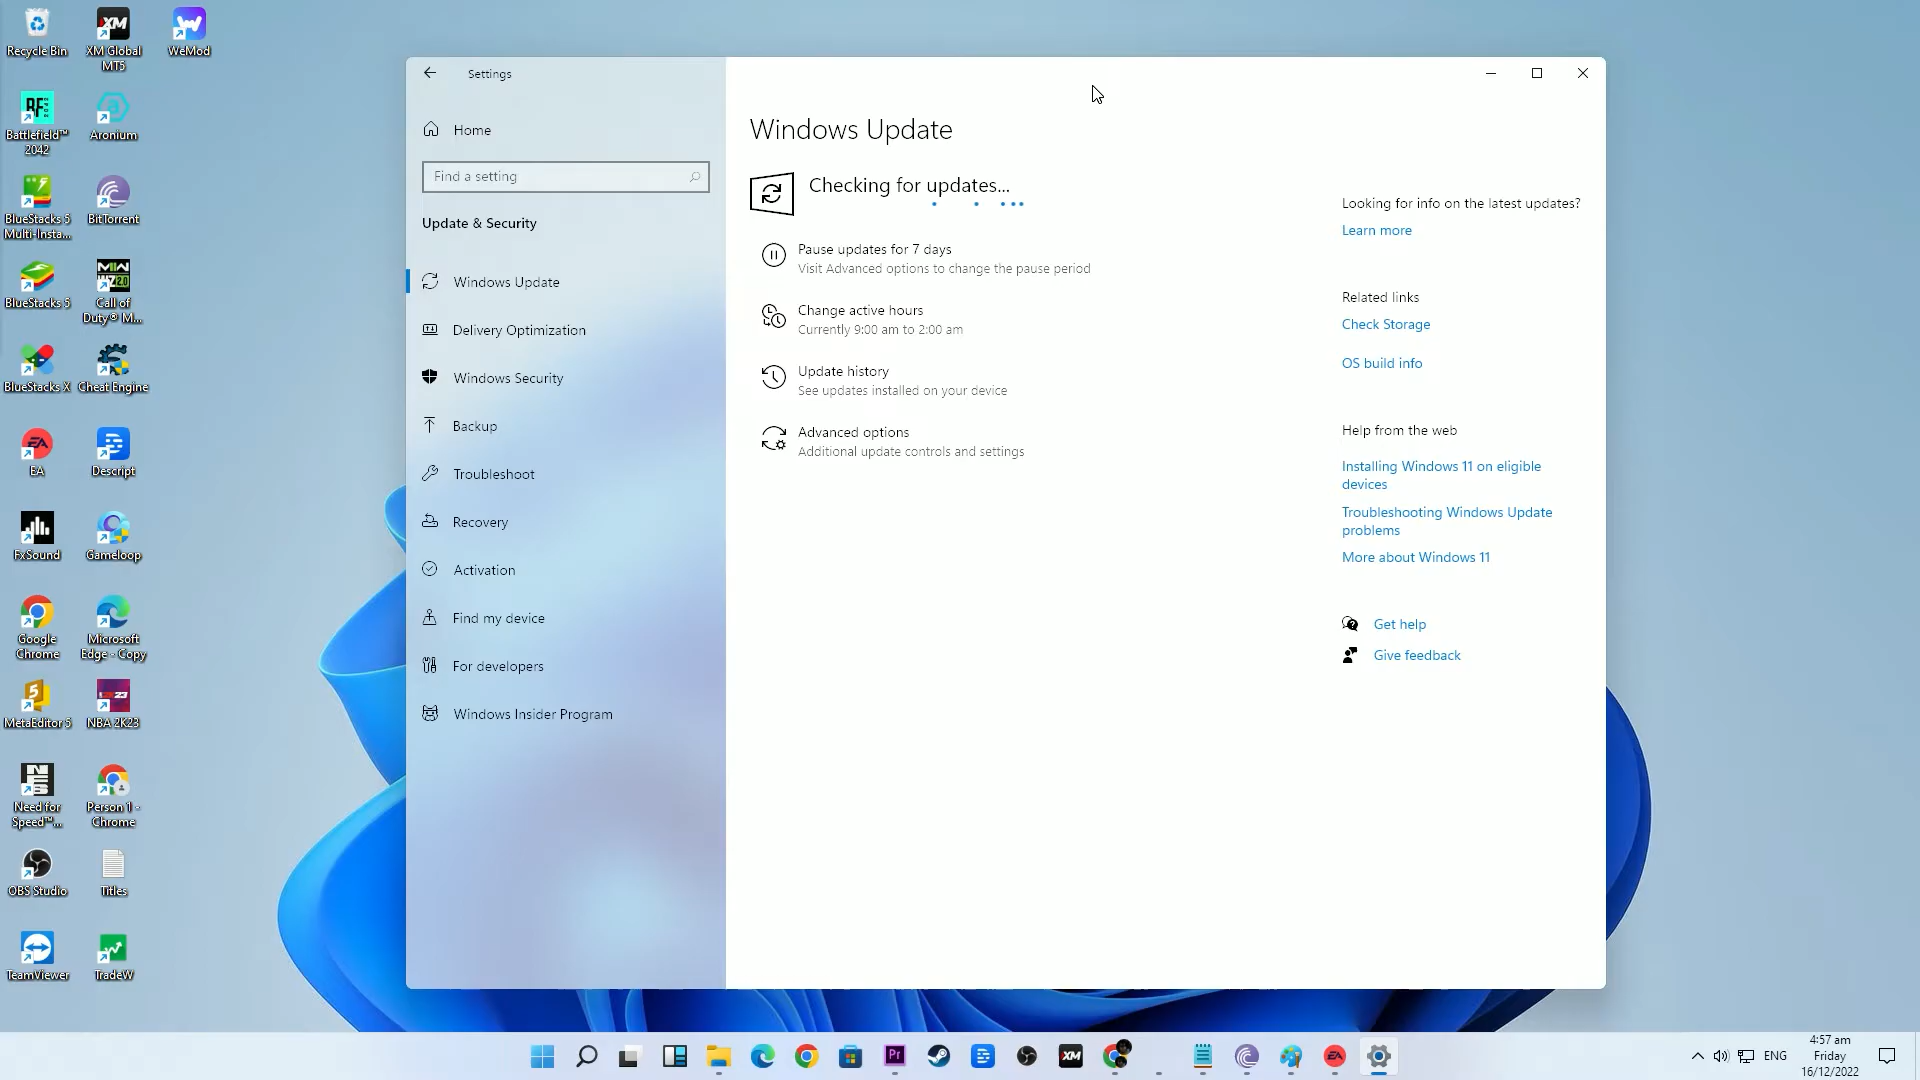 Recycle Bin
XM Global
MT5
WeMod
Battlefield™
2042
Aronium
BlueStacks 5
Multi-Insta...
BitTorrent
BlueStacks 5
Call of
Duty® M...
BlueStacks X
Cheat Engine
EA
Descript
FxSound
Gameloop
Google
Chrome
Microsoft
Edge - Copy
MetaEditor 5
NBA 2K23
Need for
Speed™...
Person 1 -
Chrome
OBS Studio
Titles
TeamViewer
TradeW
Settings
Home
Find a setting
Update & Security
Windows Update
Delivery Optimization
Windows Security
Backup
Troubleshoot
Recovery
Activation
Find my device
For developers
Windows Insider Program
Windows Update
Checking for updates...
Pause updates for 7 days
Visit Advanced options to change the pause period
Change active hours
Currently 9:00 am to 2:00 am
Update history
See updates installed on your device
Advanced options
Additional update controls and settings
Looking for info on the latest updates?
Learn more
Related links
Check Storage
OS build info
Help from the web
Installing Windows 11 on eligible
devices
Troubleshooting Windows Update
problems
More about Windows 11
Get help
Give feedback
ENG
4:57 am
Friday
16/12/2022